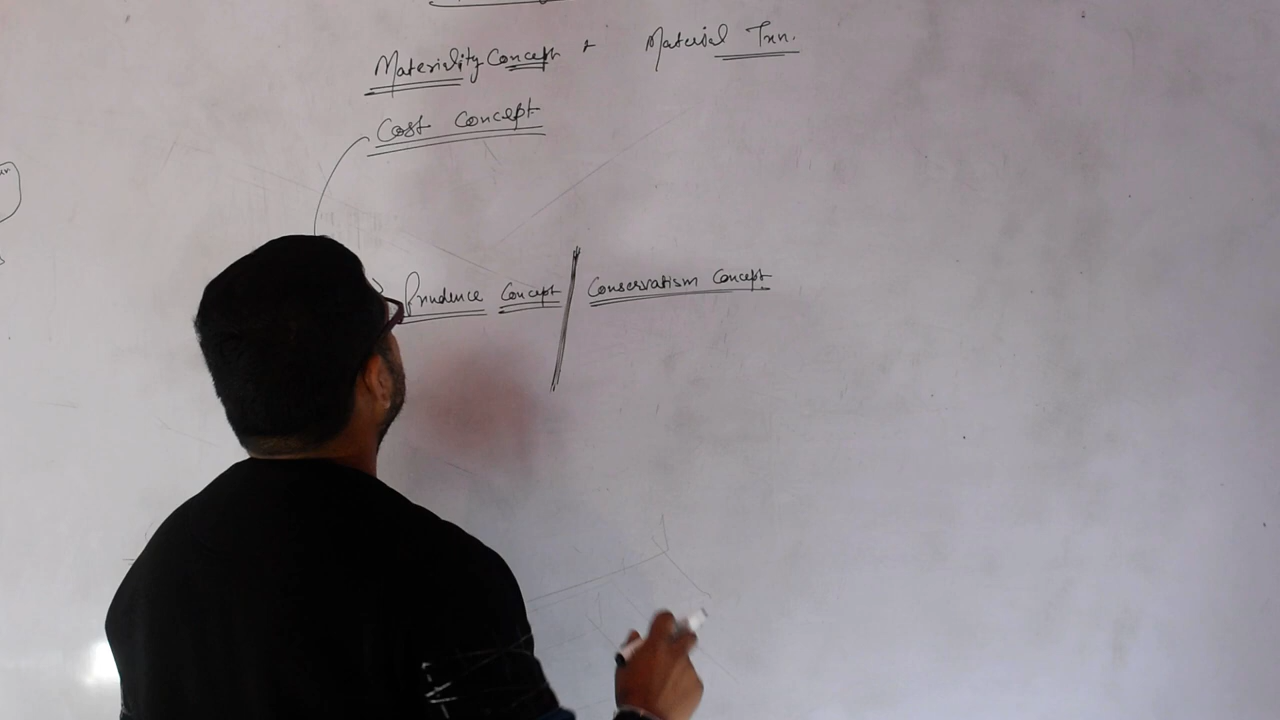 Materiality Concept + Material Txn.
Cost Concept
Prudence Concept / Conservatism Concept